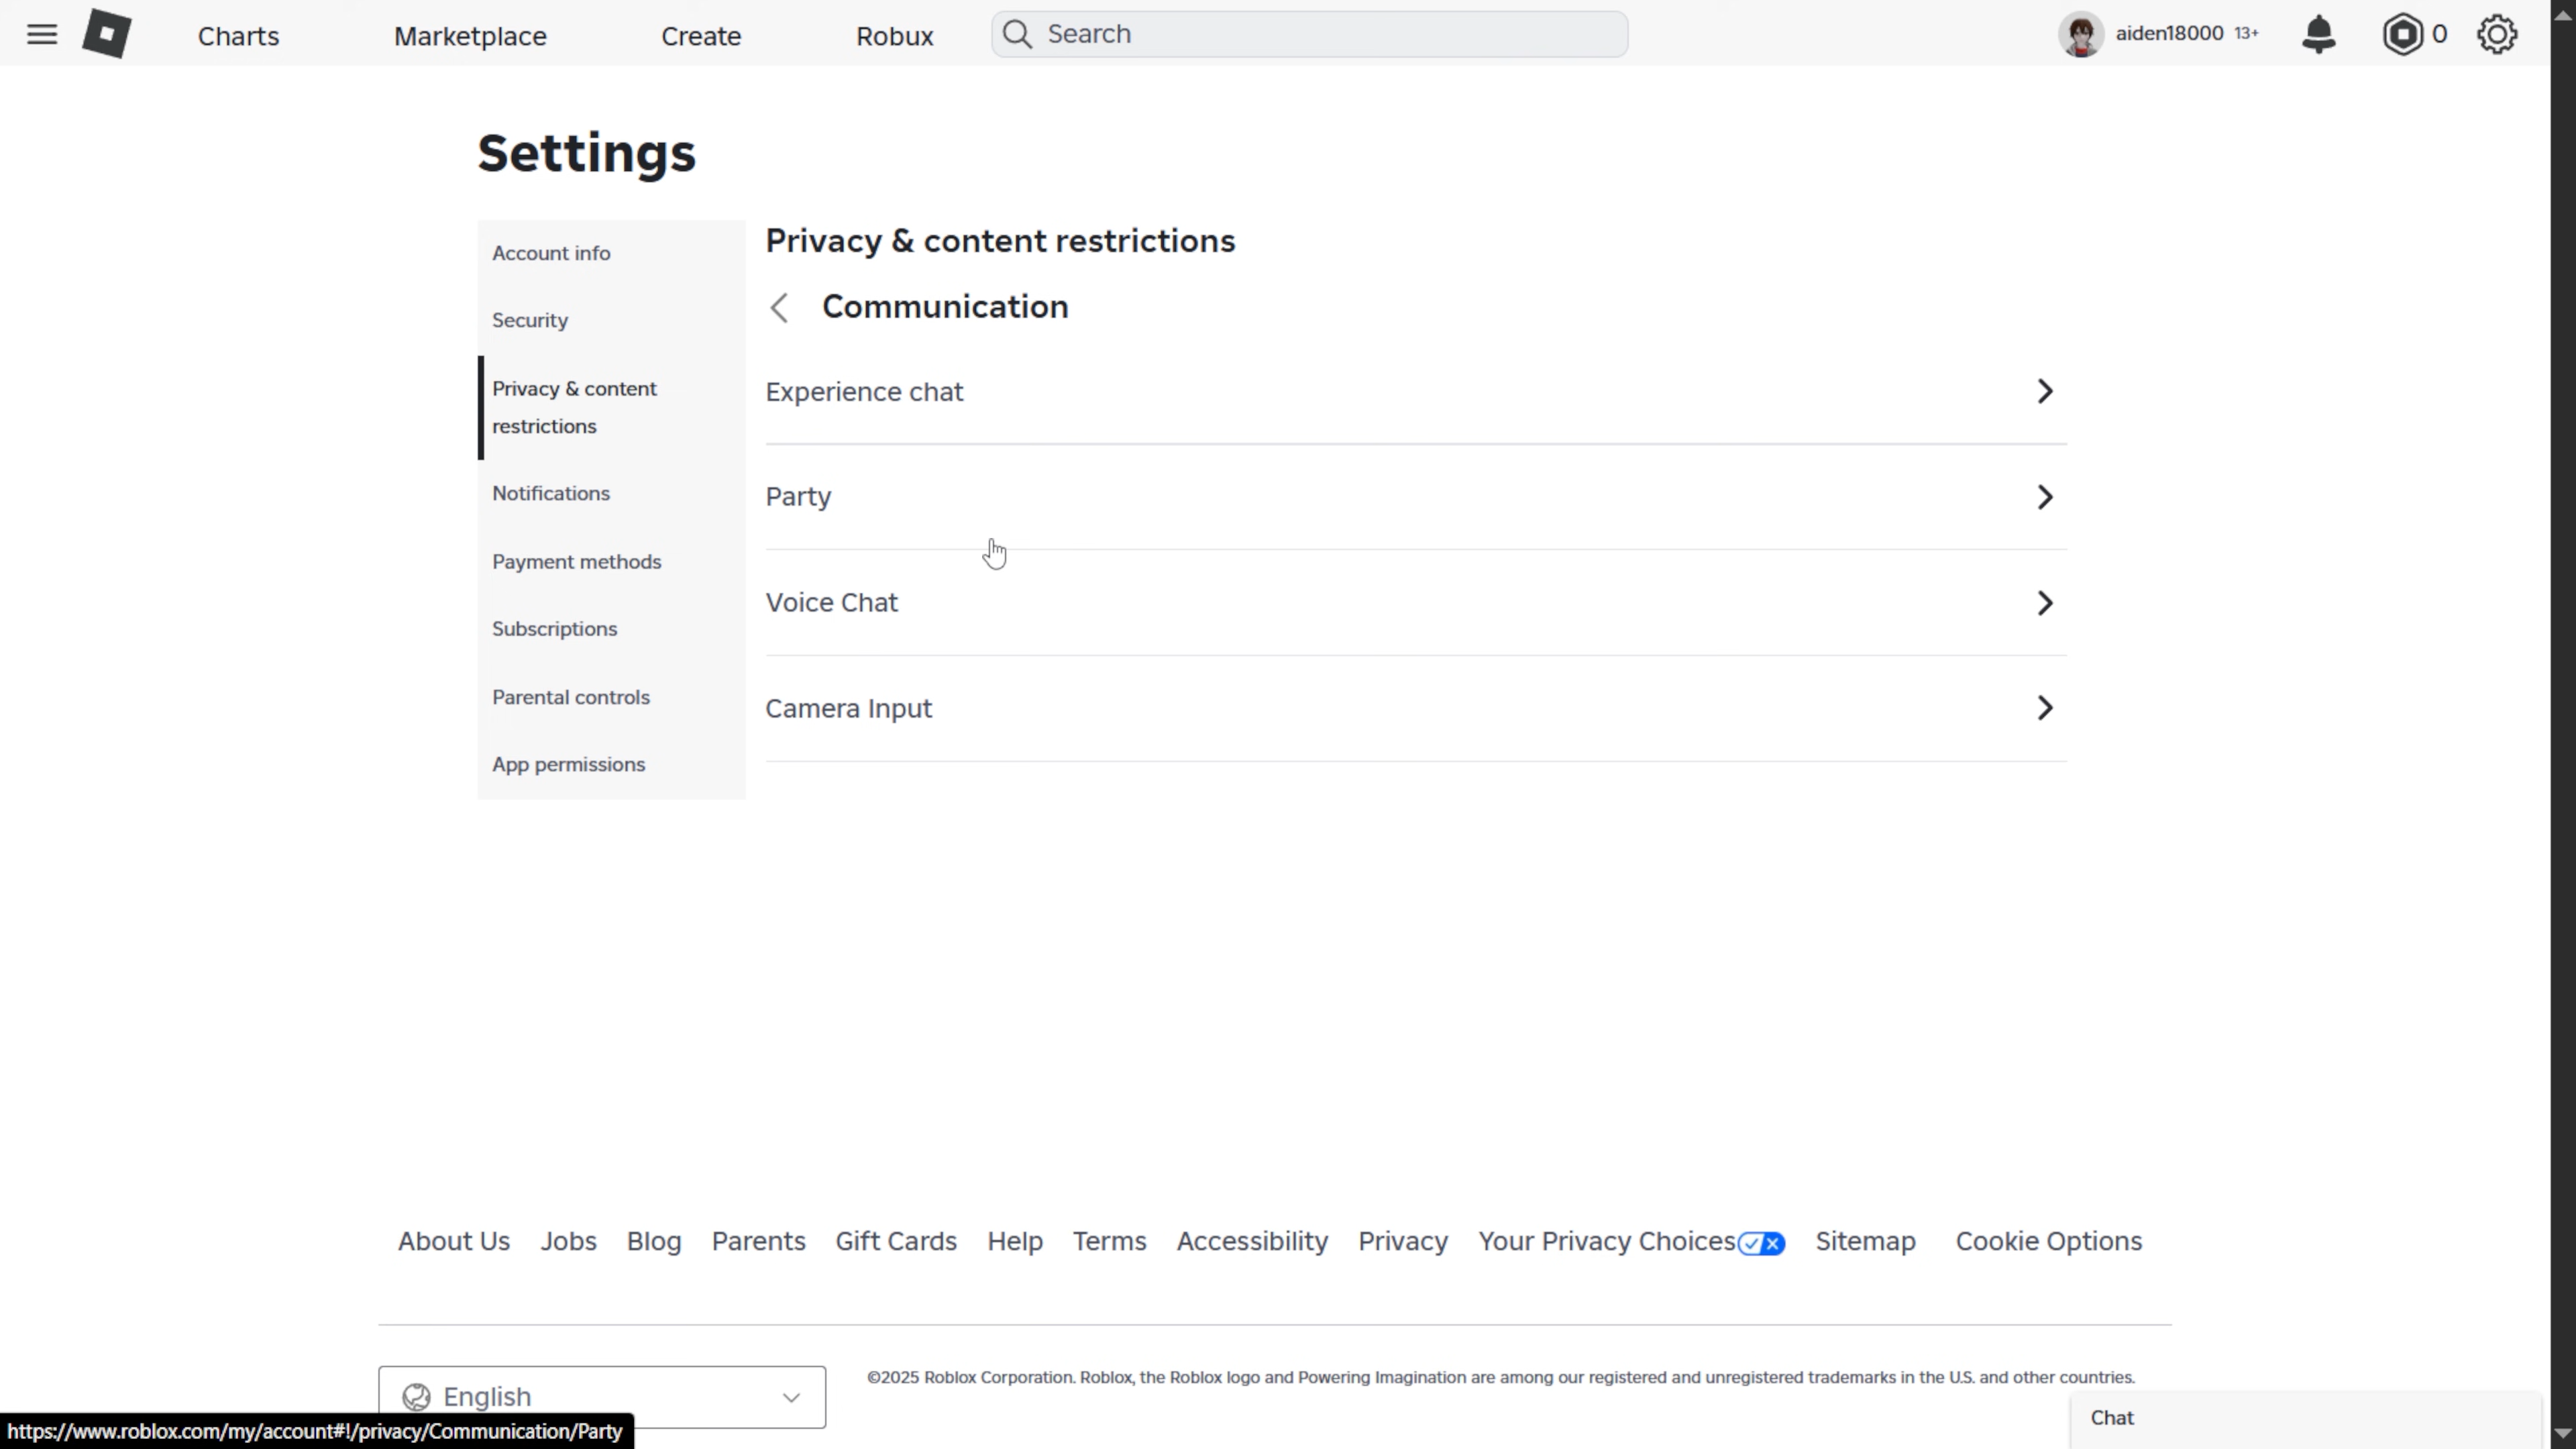 Charts Marketplace Create Robux Search aiden18000 13+ 0
Settings
Account info
Security
Privacy & content
restrictions
Notifications
Payment methods
Subscriptions
Parental controls
App permissions
Privacy & content restrictions
Communication
Experience chat
Party
Voice Chat
Camera Input
About Us Jobs Blog Parents Gift Cards Help Terms Accessibility Privacy Your Privacy Choices Sitemap Cookie Options
English
©2025 Roblox Corporation. Roblox, the Roblox logo and Powering Imagination are among our registered and unregistered trademarks in the U.S. and other countries.
Chat
https://www.roblox.com/my/account#!/privacy/Communication/Party